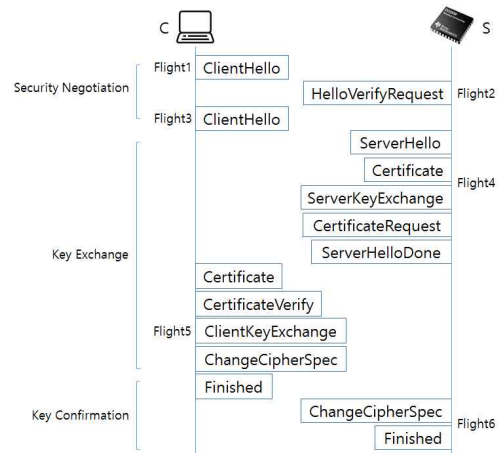 C
S
Flight1
ClientHello
Security Negotiation
HelloVerifyRequest
Flight2
Flight3
ClientHello
ServerHello
Certificate
Flight4
ServerKeyExchange
CertificateRequest
Key Exchange
ServerHelloDone
Certificate
CertificateVerify
Flight5
ClientKeyExchange
ChangeCipherSpec
Finished
Key Confirmation
ChangeCipherSpec
Flight6
Finished